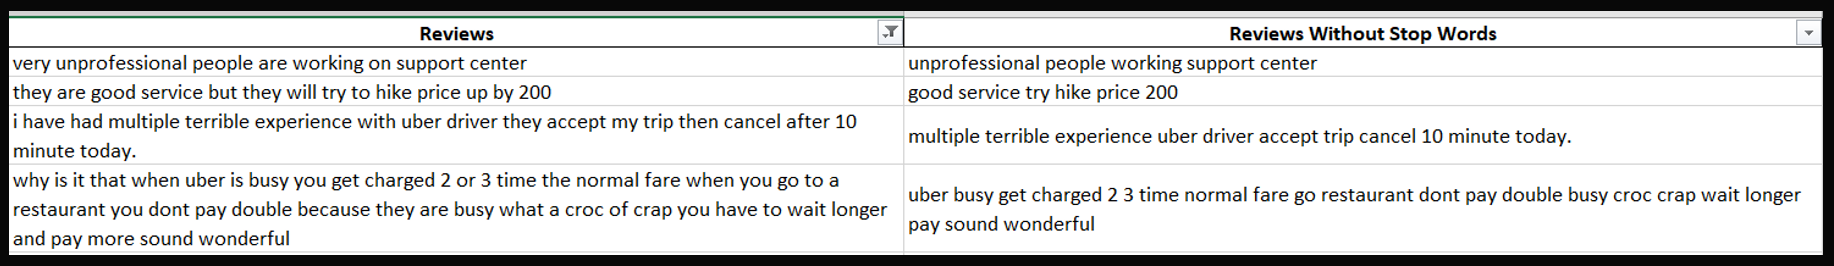 Reviews
Reviews Without Stop Words
very unprofessional people are working on support center
unprofessional people working support center
they are good service but they will try to hike price up by 200
good service try hike price 200
i have had multiple terrible experience with uber driver they accept my trip then cancel after 10
minute today.
multiple terrible experience uber driver accept trip cancel 10 minute today.
why is it that when uber is busy you get charged 2 or 3 time the normal fare when you go to a
restaurant you dont pay double because they are busy what a croc of crap you have to wait longer
and pay more sound wonderful
uber busy get charged 2 3 time normal fare go restaurant dont pay double busy croc crap wait longer
pay sound wonderful